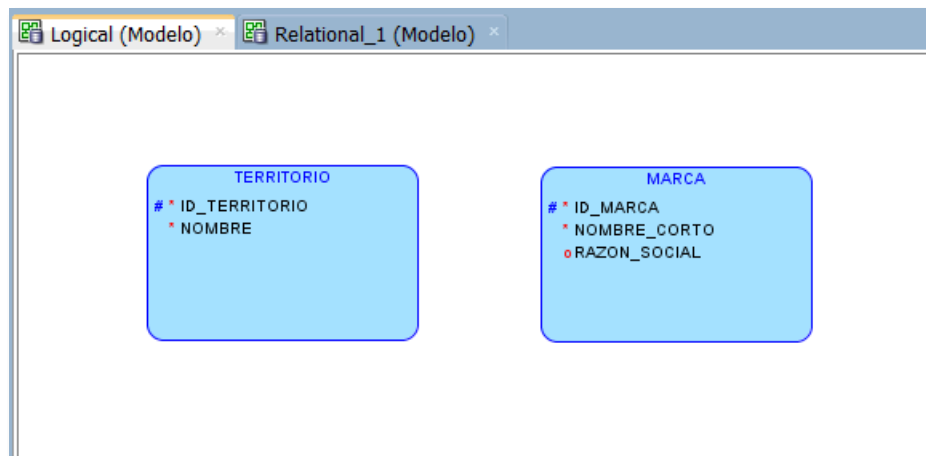 Logical (Modelo) × Relational_1 (Modelo) ×
TERRITORIO
# * ID_TERRITORIO
* NOMBRE
MARCA
# * ID_MARCA
* NOMBRE_CORTO
o RAZON_SOCIAL